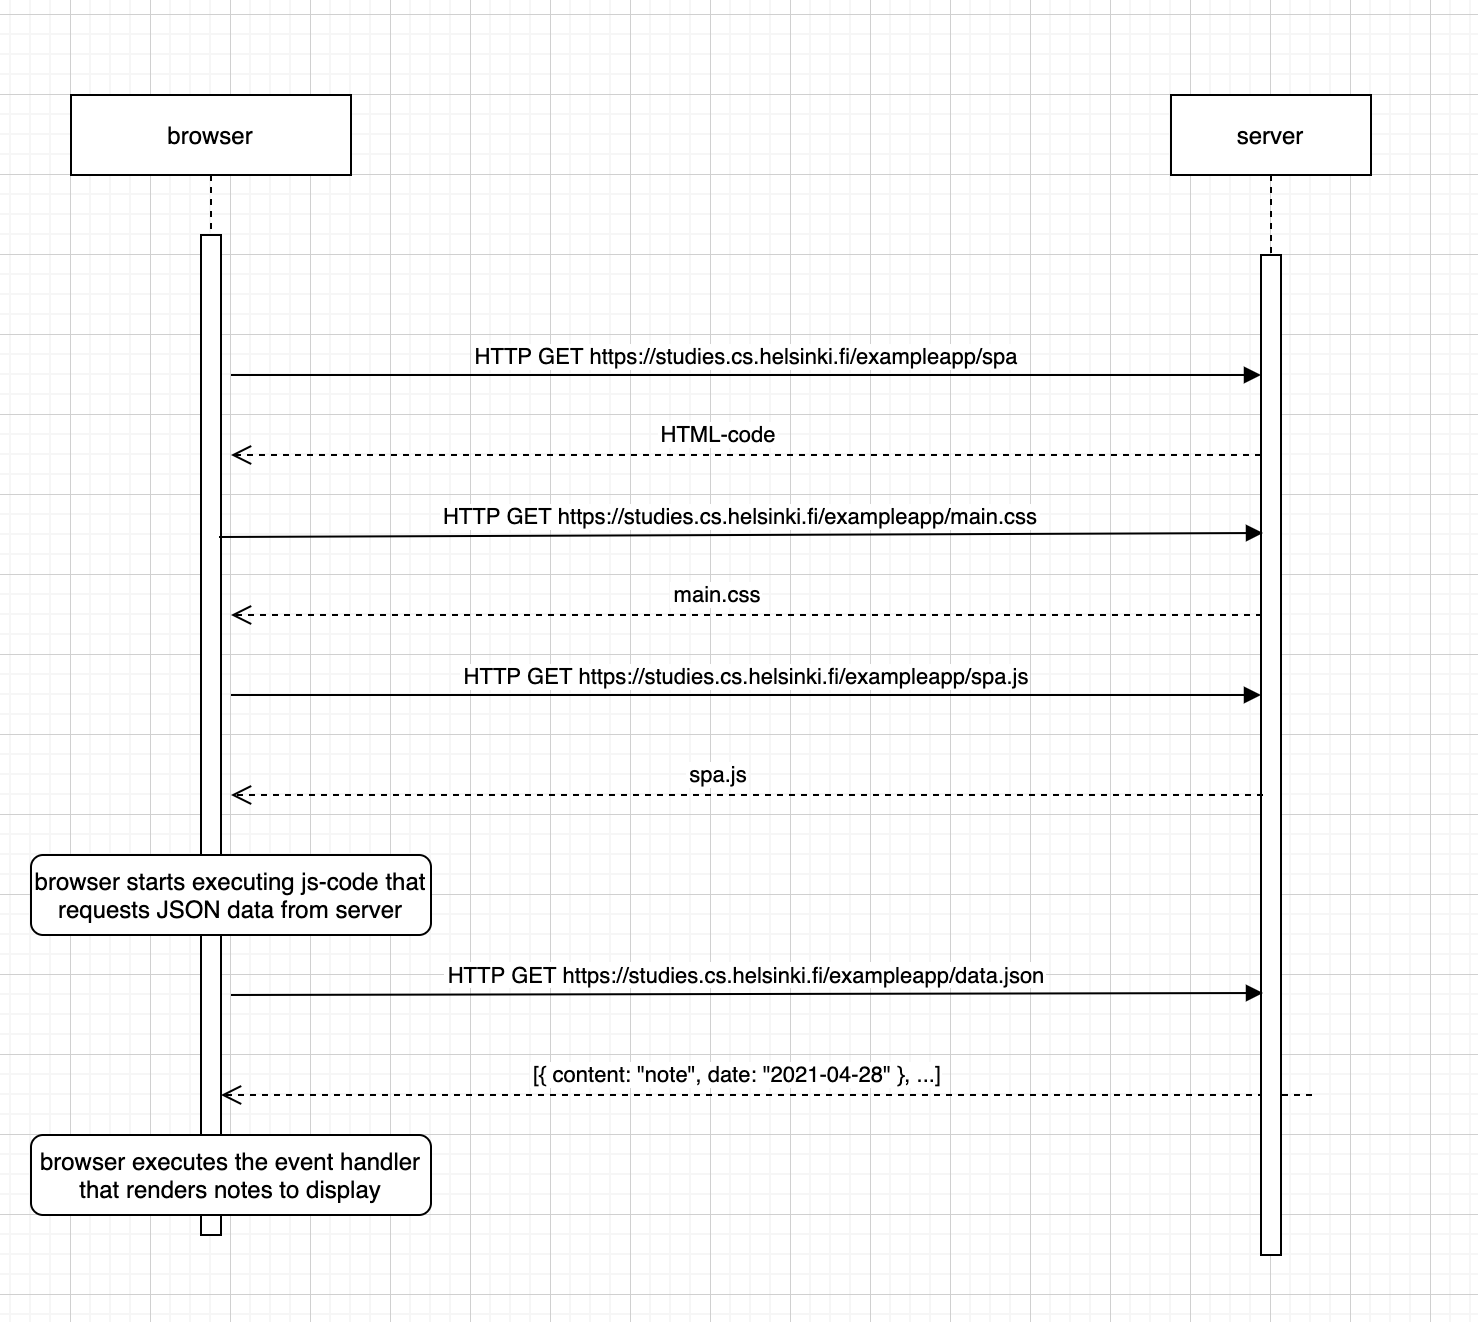 browser
server
HTTP GET https://studies.cs.helsinki.fi/exampleapp/spa
HTML-code
HTTP GET https://studies.cs.helsinki.fi/exampleapp/main.css
main.css
HTTP GET https://studies.cs.helsinki.fi/exampleapp/spa.js
spa.js
browser starts executing js-code that
requests JSON data from server
HTTP GET https://studies.cs.helsinki.fi/exampleapp/data.json
[{ content: "note", date: "2021-04-28" }, ...]
browser executes the event handler
that renders notes to display